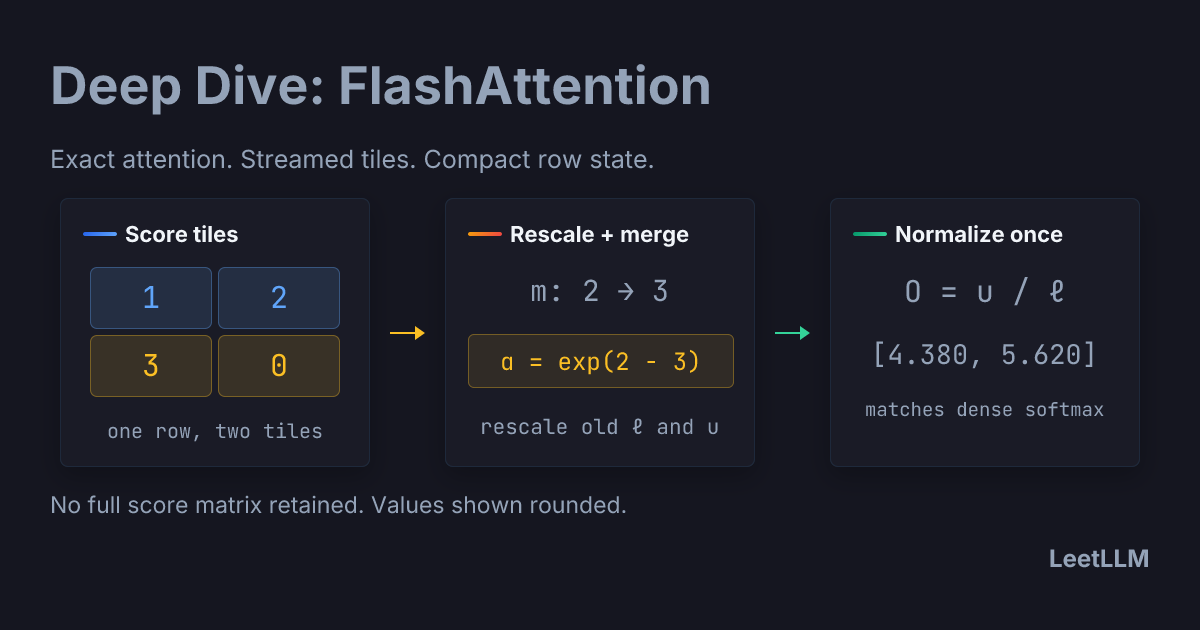 Deep Dive: FlashAttention
Exact attention. Streamed tiles. Compact row state.
Score tiles
1 2
3 0
one row, two tiles
Rescale + merge
m: 2 → 3
α = exp(2 - 3)
rescale old ℓ and u
Normalize once
O = u / ℓ
[4.380, 5.620]
matches dense softmax
No full score matrix retained. Values shown rounded.
LeetLLM